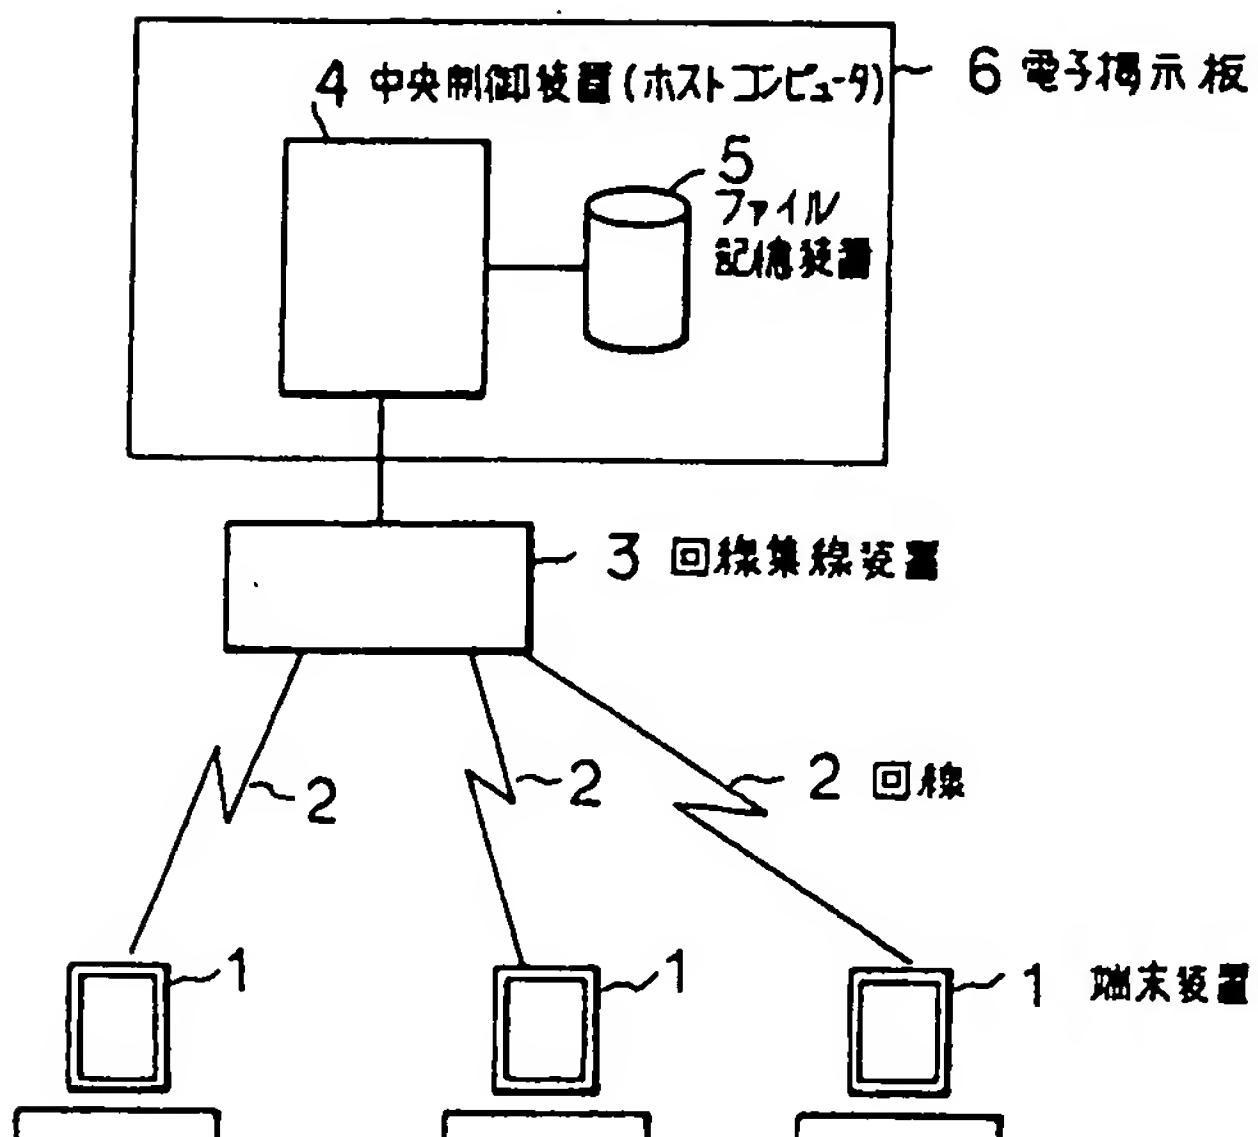 4 中央制御装置(ホストコンピュータ)
6 電子掲示板
5
ファイル
記憶装置
3 回線集線装置
2
2
2 回線
1
1
1 端末装置